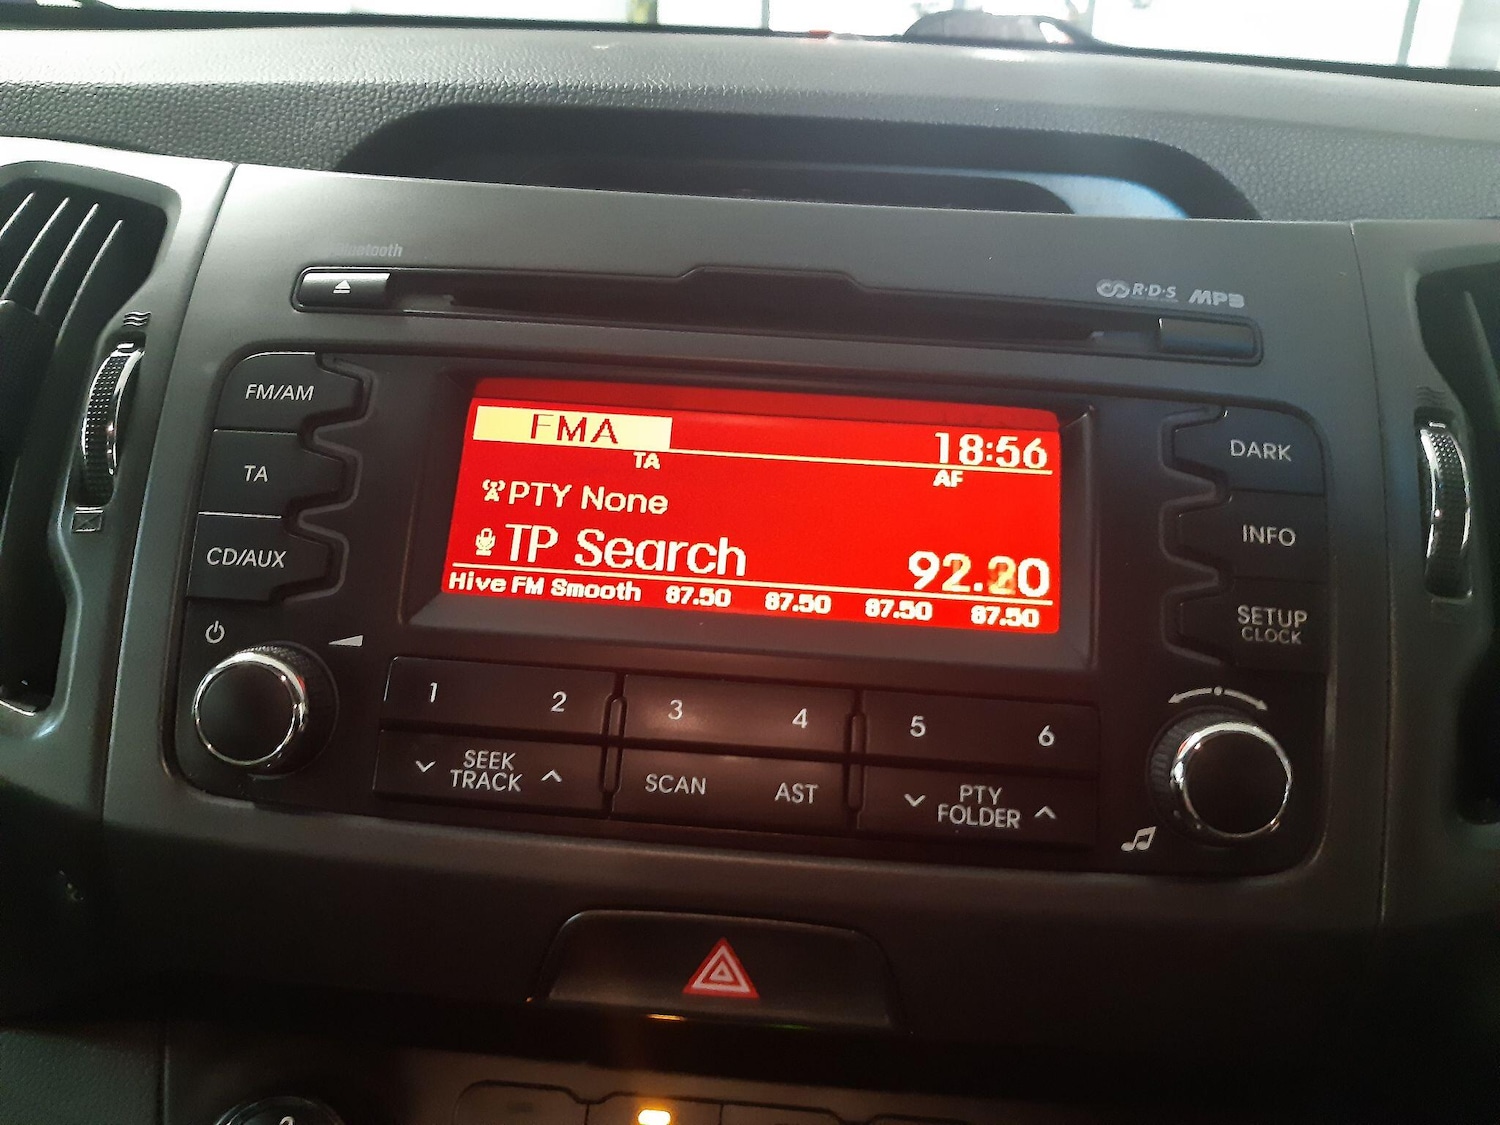 Bluetooth
R·D·S MP3
FM/AM
TA
CD/AUX
FMA
18:56
TA
AF
PTY None
TP Search
92.20
Hive FM Smooth 87.50 87.50 87.50 87.50
DARK
INFO
SETUP
CLOCK
1 2 3 4 5 6
SEEK
TRACK
SCAN
AST
PTY
FOLDER